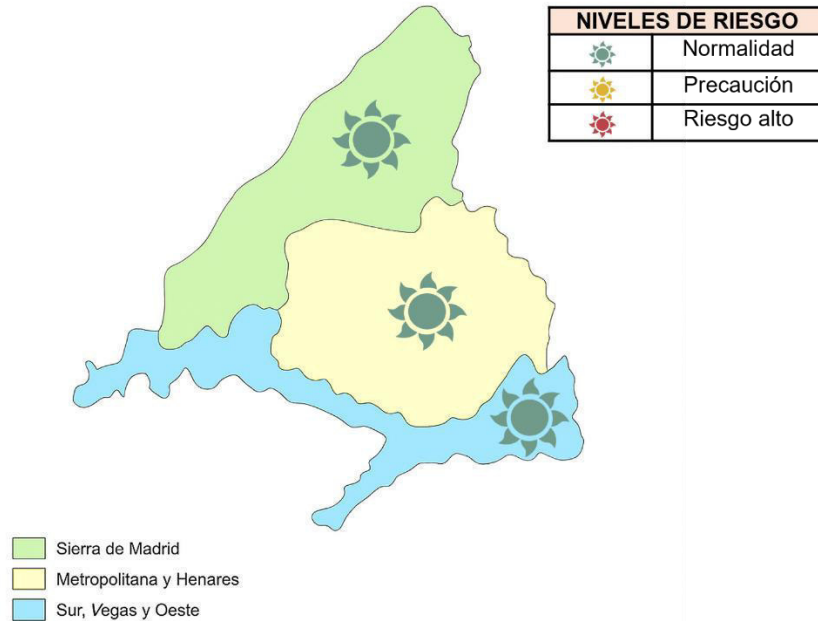 NIVELES DE RIESGO
Normalidad
Precaución
Riesgo alto
Sierra de Madrid
Metropolitana y Henares
Sur, Vegas y Oeste